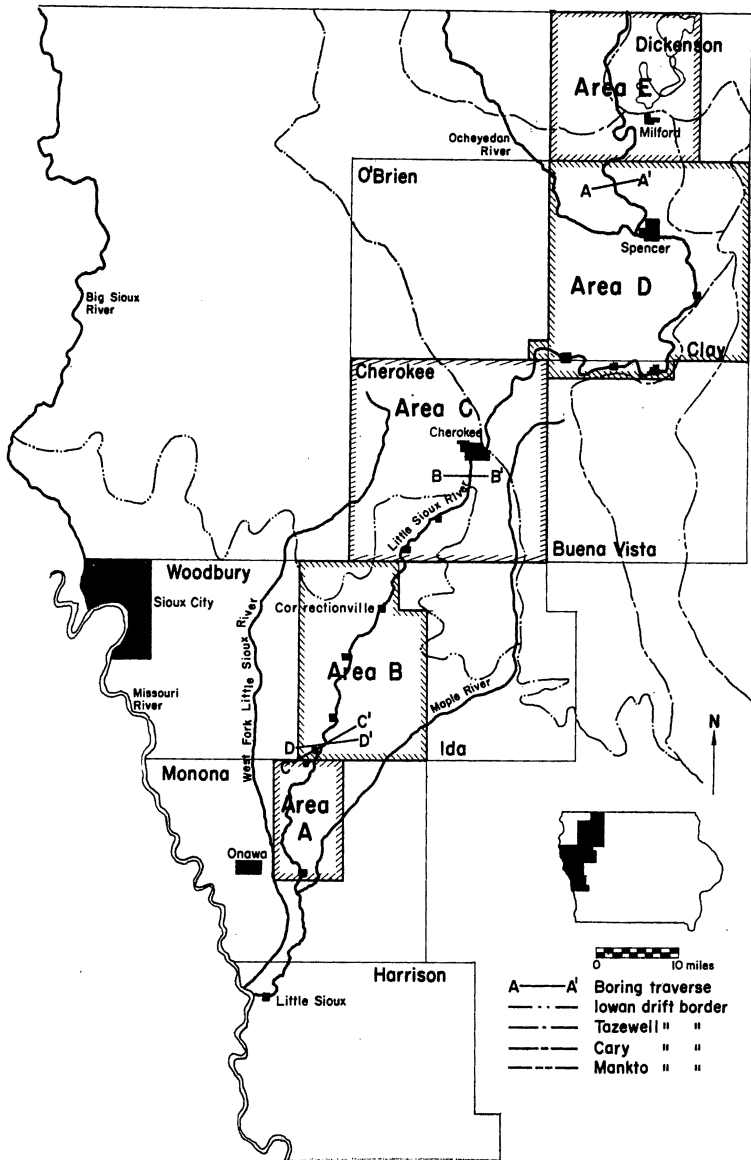 Dickenson
Area E
Milford
Ocheyedan
River
O'Brien
A
A'
Spencer
Area D
Big Sioux
River
Clay
Cherokee
Area C
Cherokee
B
B'
Little Sioux River
Buena Vista
Woodbury
Sioux City
Correctionville
West Fork Little Sioux River
Area B
Maple River
Missouri
River
C'
D
D'
C
Ida
N
Monona
Area
A
Onawa
Harrison
Little Sioux
0 10 miles
A A' Boring traverse
Iowan drift border
Tazewell " "
Cary " "
Mankto " "